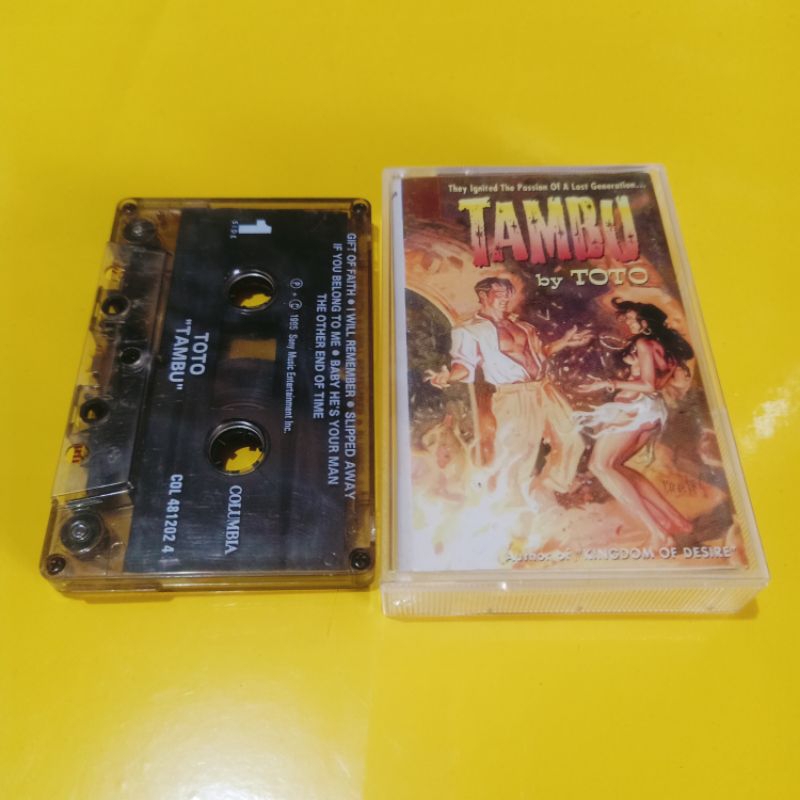 1
SIDE
GIFT OF FAITH • I WILL REMEMBER • SLIPPED AWAY
IF YOU BELONG TO ME • BABY HE'S YOUR MAN
THE OTHER END OF TIME
℗ • © 1995 Sony Music Entertainment Inc.
TOTO
"TAMBU"
COL 481202 4
COLUMBIA
They Ignited The Passion Of A Lost Generation...
TAMBU
by TOTO
Author of "KINGDOM OF DESIRE"